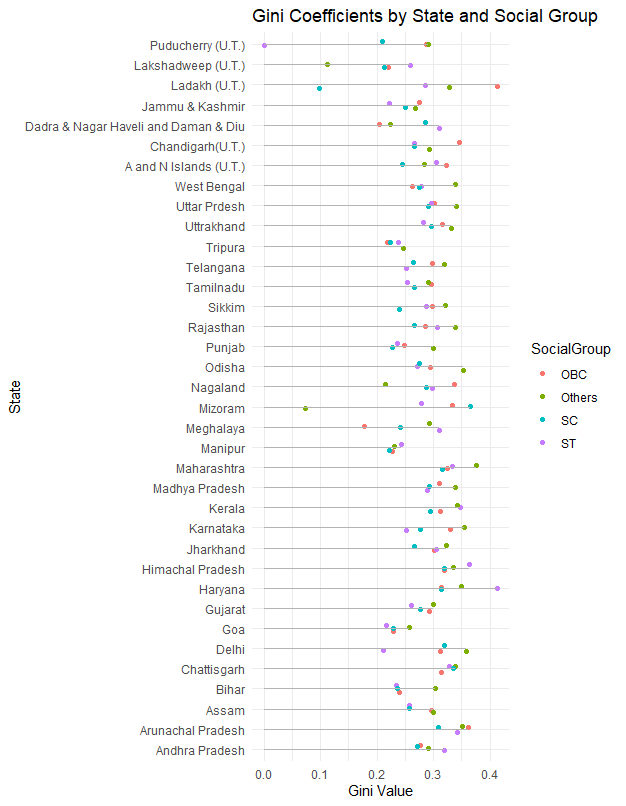 Gini Coefficients by State and Social Group
Puducherry (U.T.)
Lakshadweep (U.T.)
Ladakh (U.T.)
Jammu & Kashmir
Dadra & Nagar Haveli and Daman & Diu
Chandigarh(U.T.)
A and N Islands (U.T.)
West Bengal
Uttar Prdesh
Uttrakhand
Tripura
Telangana
Tamilnadu
Sikkim
Rajasthan
Punjab
Odisha
Nagaland
Mizoram
Meghalaya
Manipur
Maharashtra
Madhya Pradesh
Kerala
Karnataka
Jharkhand
Himachal Pradesh
Haryana
Gujarat
Goa
Delhi
Chattisgarh
Bihar
Assam
Arunachal Pradesh
Andhra Pradesh
State
0.0 0.1 0.2 0.3 0.4
Gini Value
SocialGroup
OBC
Others
SC
ST